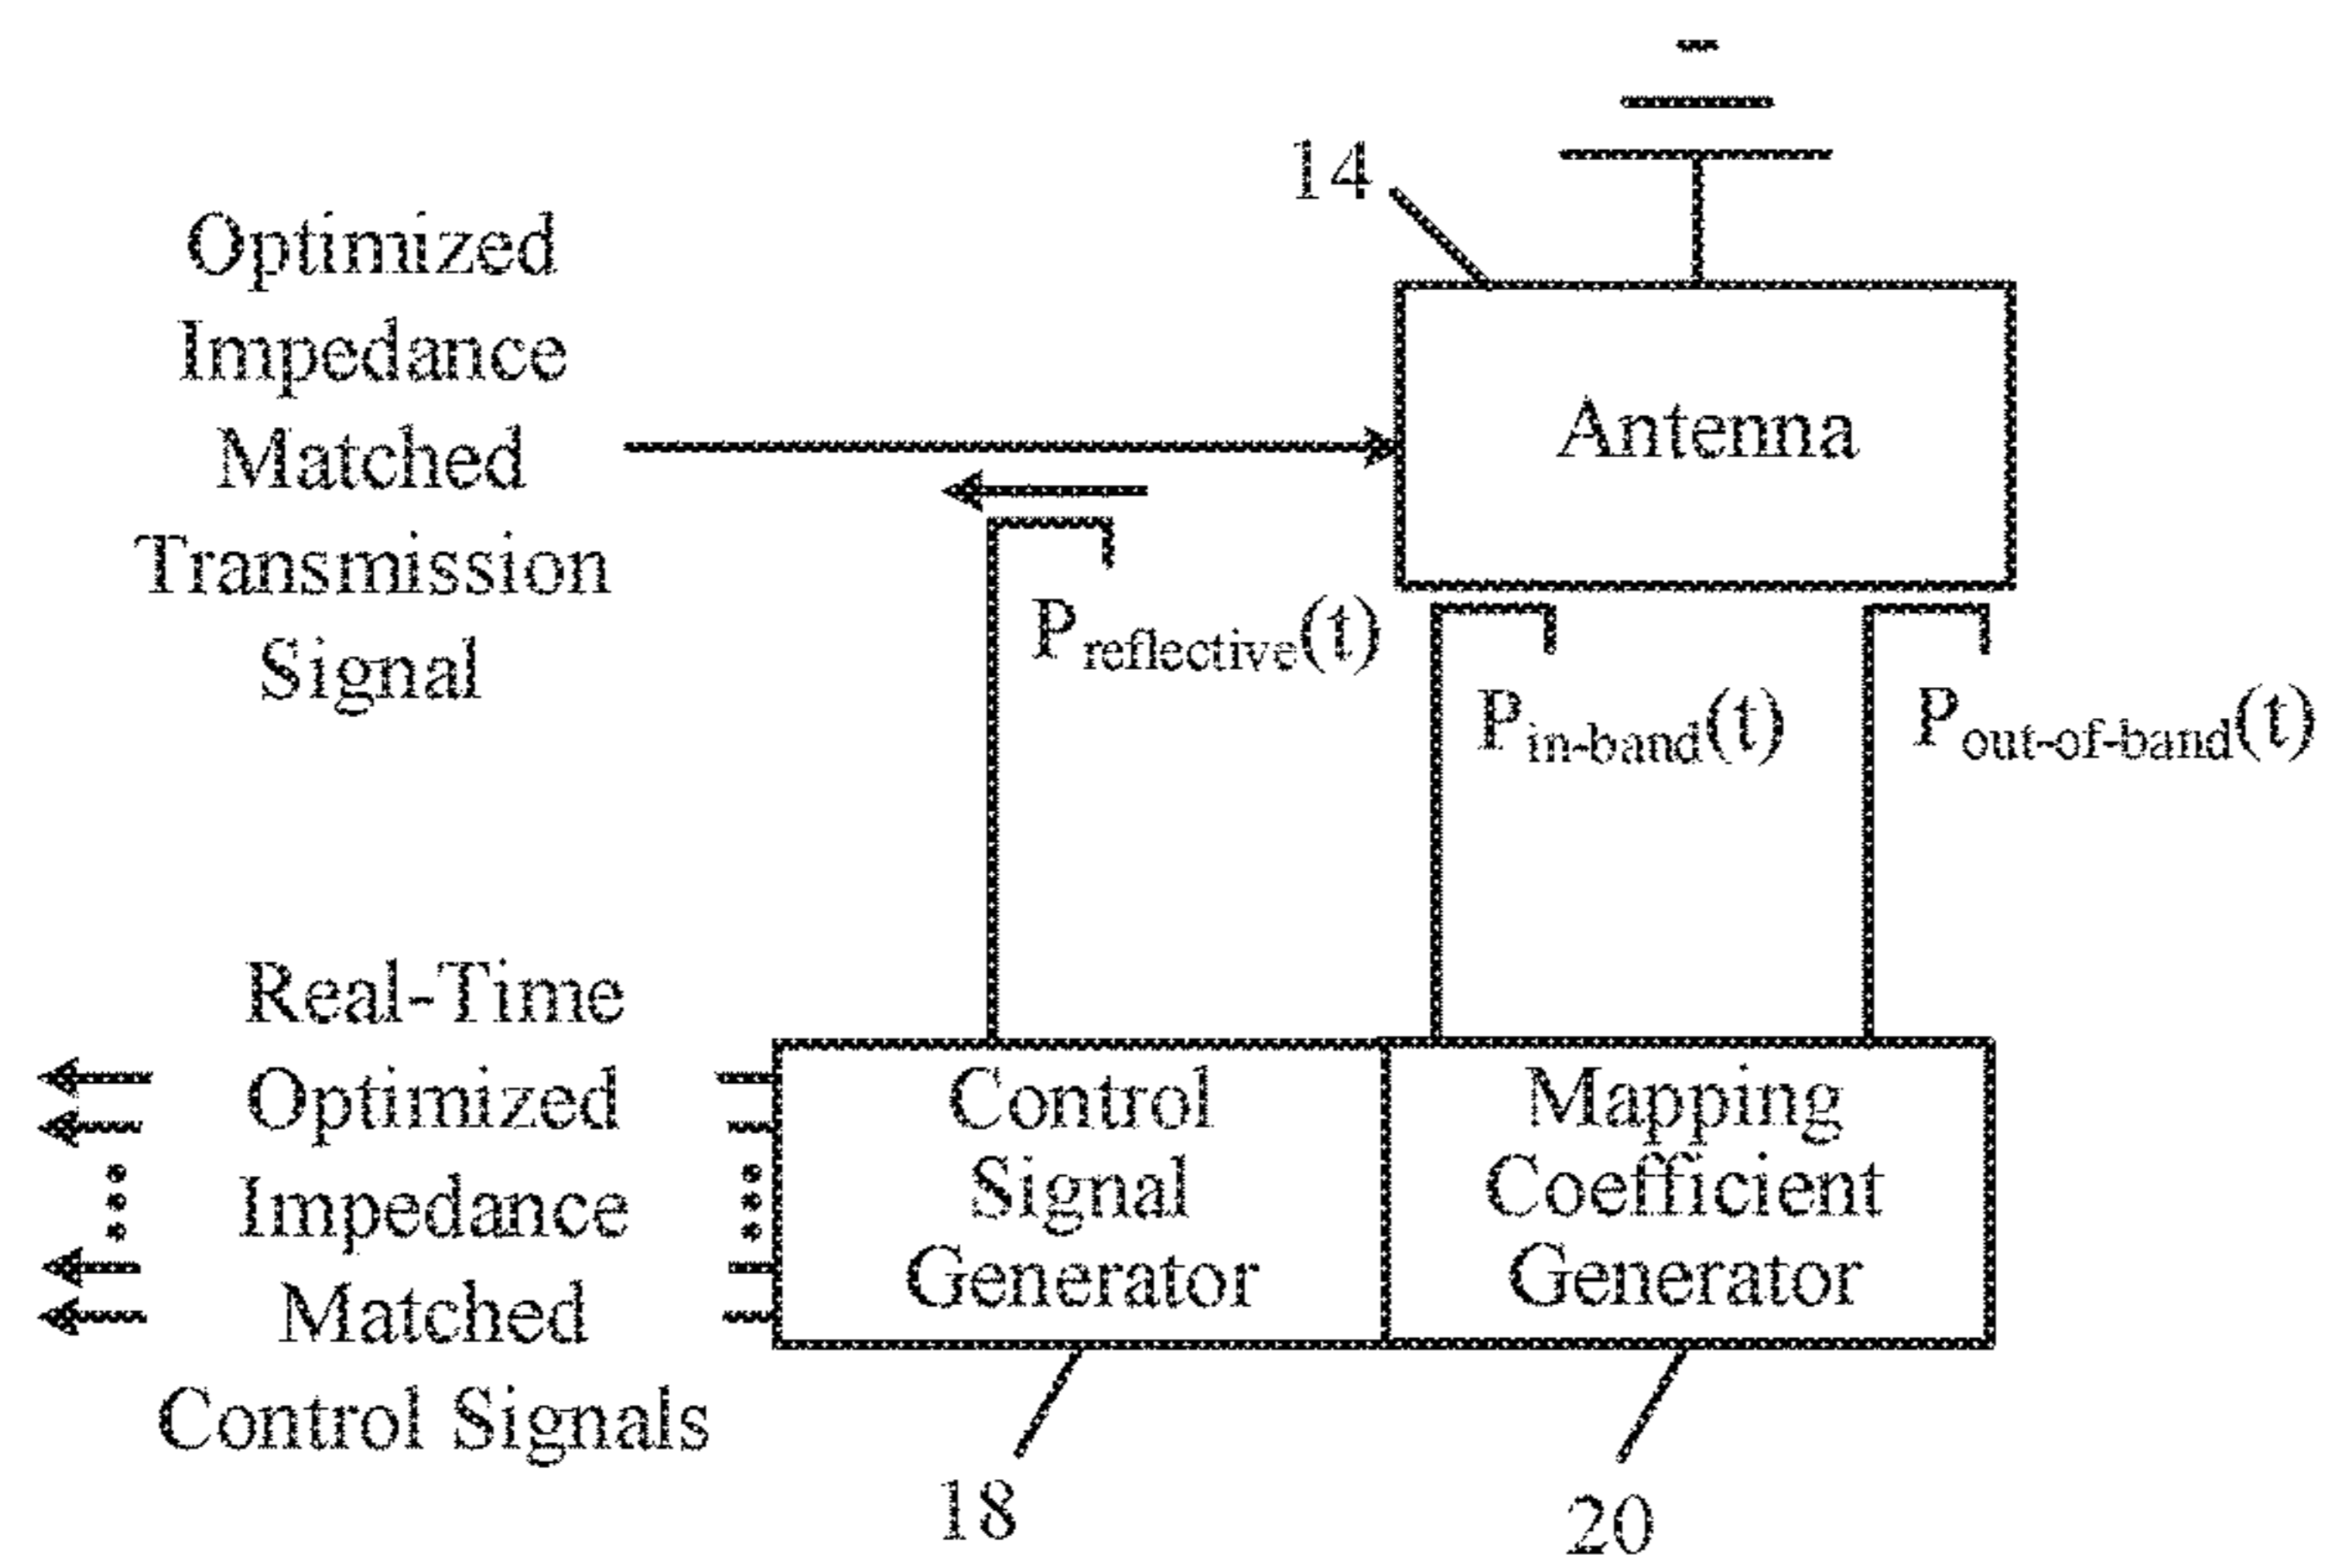 14
Optimized
Impedance
Matched
Transmission
Signal
Antenna
Preflective(t)
Pin-band(t)
Pout-of-band(t)
Real-Time
Optimized
Impedance
Matched
Control Signals
Control
Signal
Generator
Mapping
Coefficient
Generator
18
20